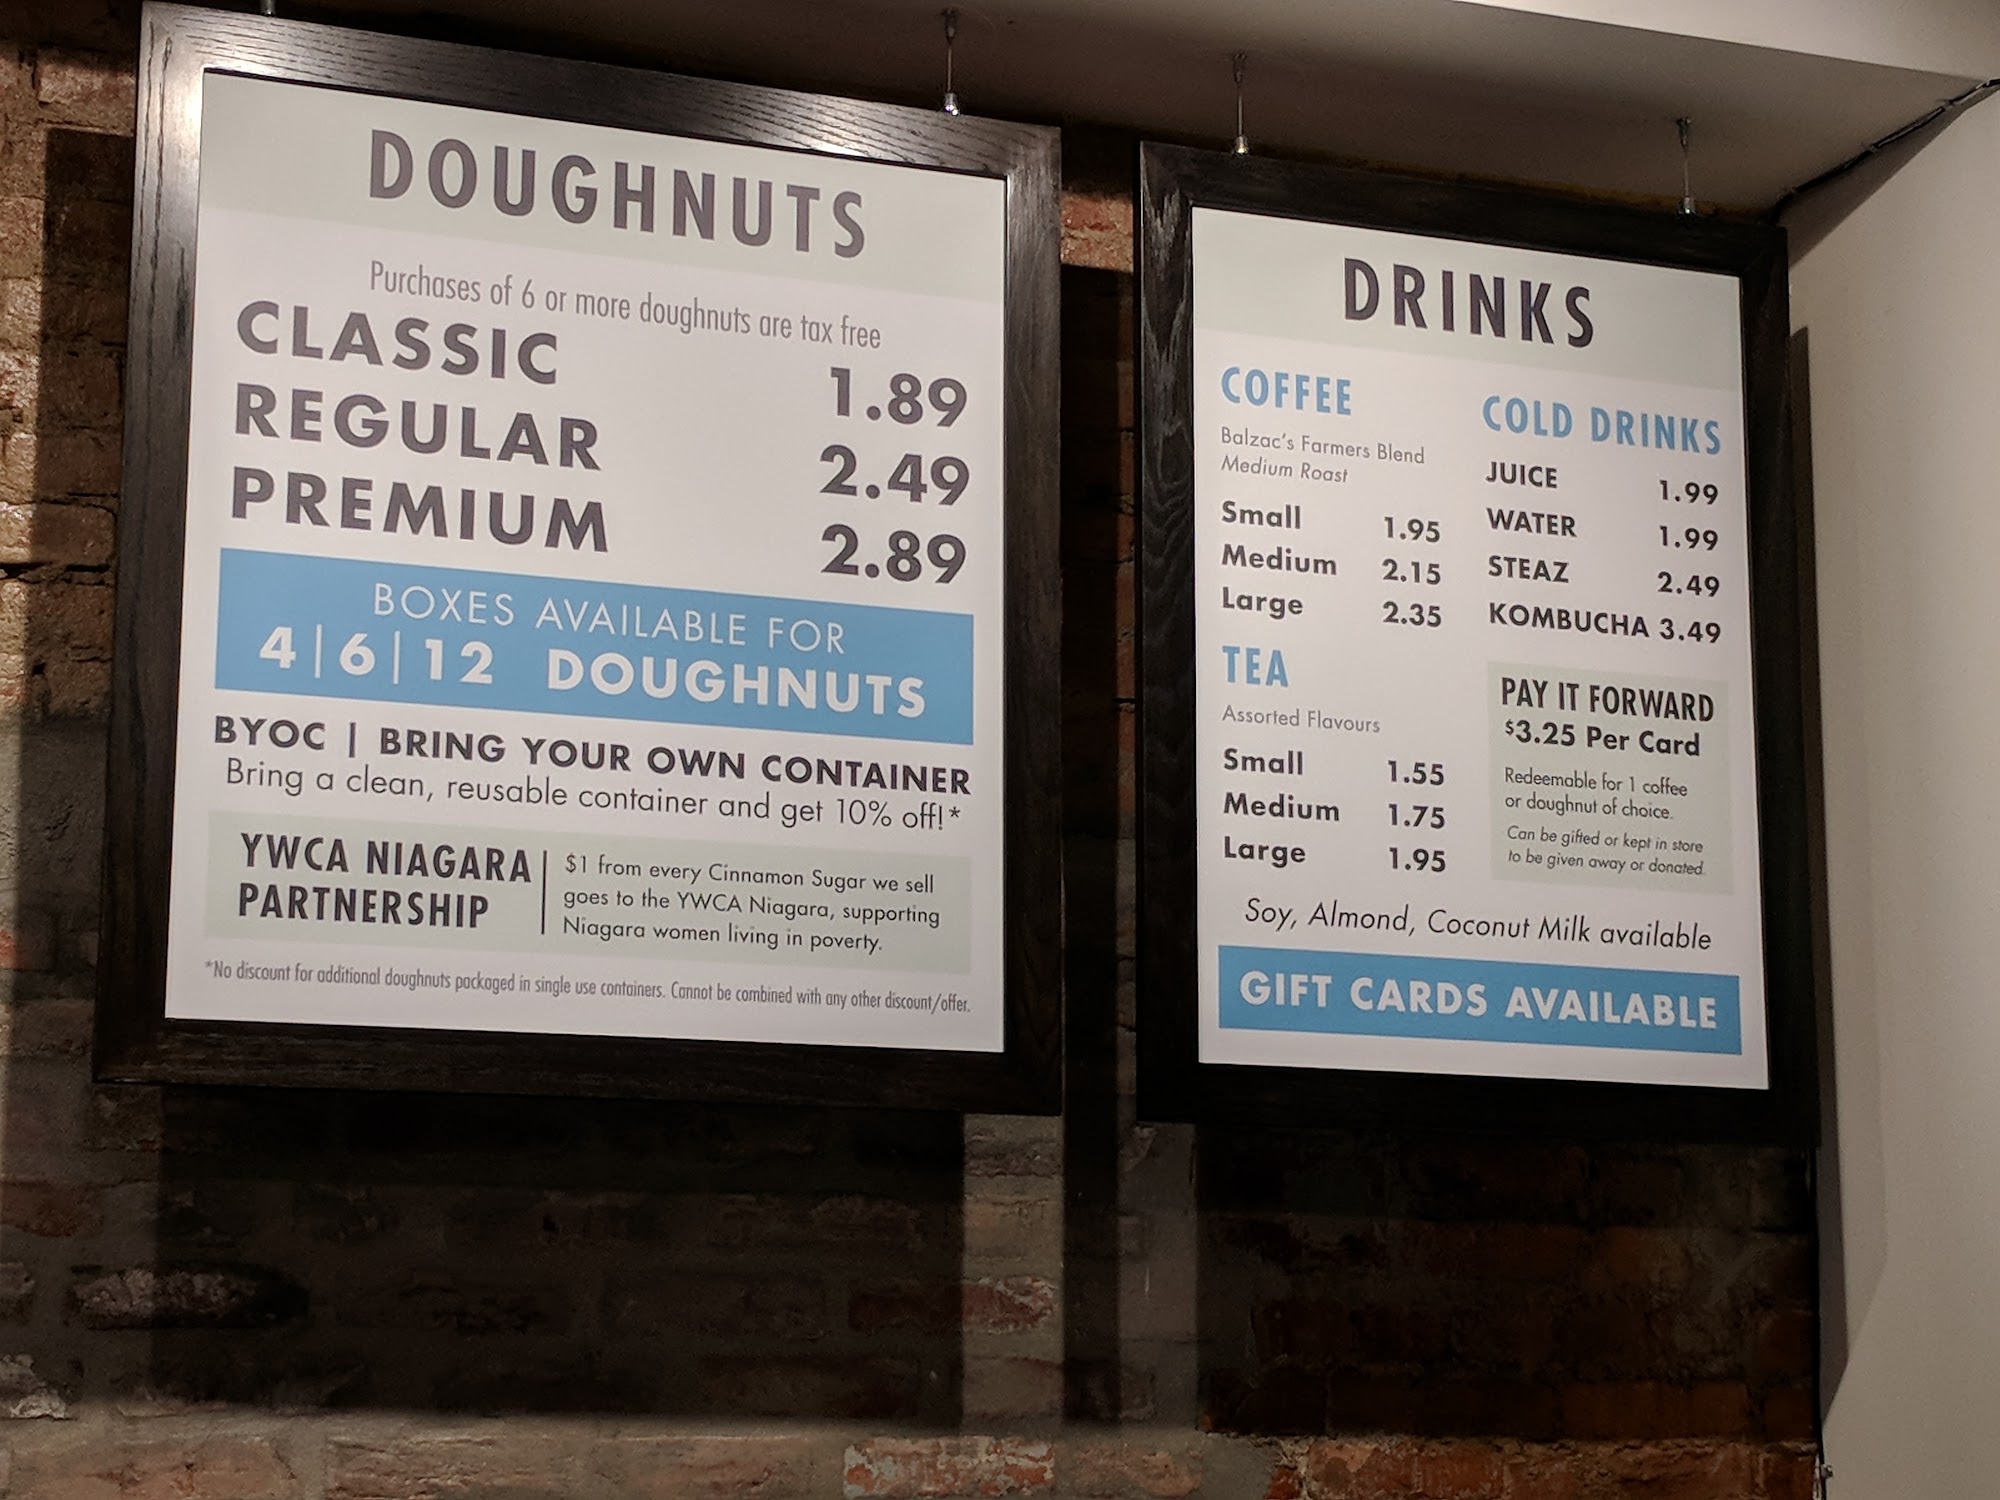 DOUGHNUTS
Purchases of 6 or more doughnuts are tax free
CLASSIC 1.89
REGULAR 2.49
PREMIUM 2.89
BOXES AVAILABLE FOR
4|6|12 DOUGHNUTS
BYOC | BRING YOUR OWN CONTAINER
Bring a clean, reusable container and get 10% off!*
YWCA NIAGARA
PARTNERSHIP
$1 from every Cinnamon Sugar we sell
goes to the YWCA Niagara, supporting
Niagara women living in poverty.
*No discount for additional doughnuts packaged in single use containers. Cannot be combined with any other discount/offer.
DRINKS
COFFEE
Balzac's Farmers Blend
Medium Roast
Small 1.95
Medium 2.15
Large 2.35
TEA
Assorted Flavours
Small 1.55
Medium 1.75
Large 1.95
COLD DRINKS
JUICE 1.99
WATER 1.99
STEAZ 2.49
KOMBUCHA 3.49
PAY IT FORWARD
$3.25 Per Card
Redeemable for 1 coffee
or doughnut of choice.
Can be gifted or kept in store
to be given away or donated.
Soy, Almond, Coconut Milk available
GIFT CARDS AVAILABLE